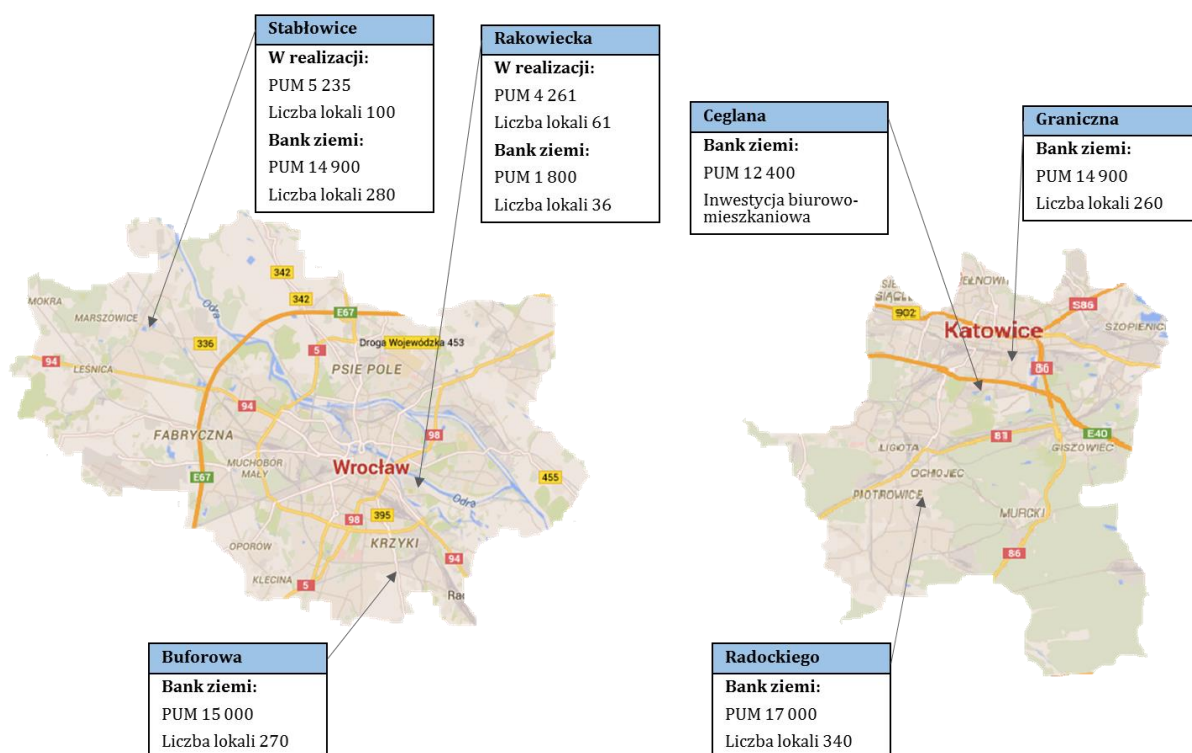 Stabłowice
W realizacji:
PUM 5 235
Liczba lokali 100
Bank ziemi:
PUM 14 900
Liczba lokali 280
Rakowiecka
W realizacji:
PUM 4 261
Liczba lokali 61
Bank ziemi:
PUM 1 800
Liczba lokali 36
Ceglana
Bank ziemi:
PUM 12 400
Inwestycja biurowo-
mieszkaniowa
Graniczna
Bank ziemi:
PUM 14 900
Liczba lokali 260
342
342
MOKRA
MARSZOWICE
Odra
E67
336
5
Droga Wojewódzka 453
94
LEŚNICA
PSIE POLE
94
FABRYCZNA
98
MUCHOBÓR
MAŁY
Wrocław
E67
455
Odra
395
98
OPORÓW
KRZYKI
94
KLECINA
5
Rac
S86
902
Katowice
SZOPIENIC
86
81
E40
LIGOTA
GISZOWIEC
OCHOJEC
PIOTROWICE
MURCKI
86
Buforowa
Bank ziemi:
PUM 15 000
Liczba lokali 270
Radockiego
Bank ziemi:
PUM 17 000
Liczba lokali 340